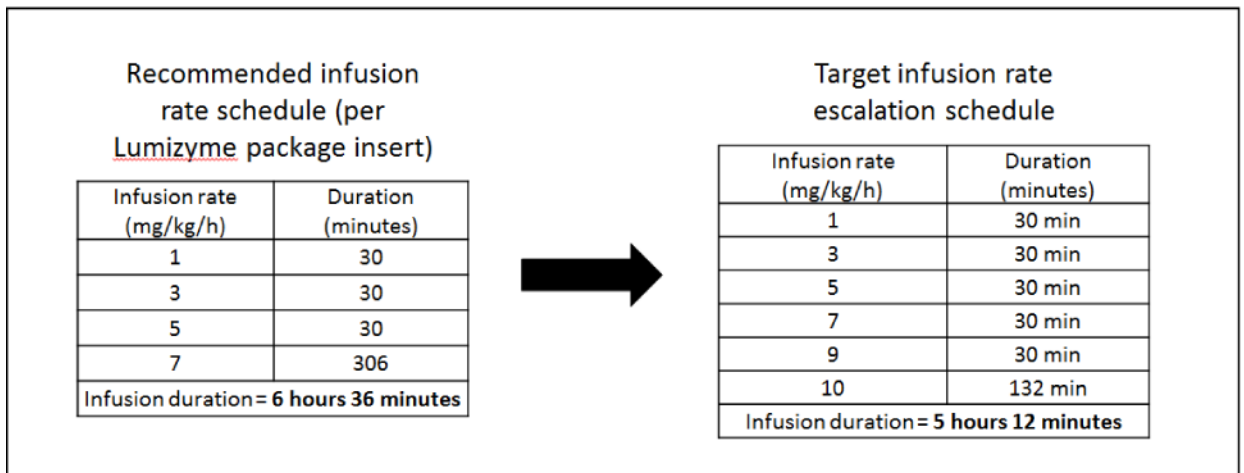 Recommended infusion
rate schedule (per
Lumizyme package insert)
Infusion rate
(mg/kg/h)
Duration
(minutes)
1
30
3
30
5
30
7
306
Infusion duration = 6 hours 36 minutes
Target infusion rate
escalation schedule
Infusion rate
(mg/kg/h)
Duration
(minutes)
1
30 min
3
30 min
5
30 min
7
30 min
9
30 min
10
132 min
Infusion duration = 5 hours 12 minutes